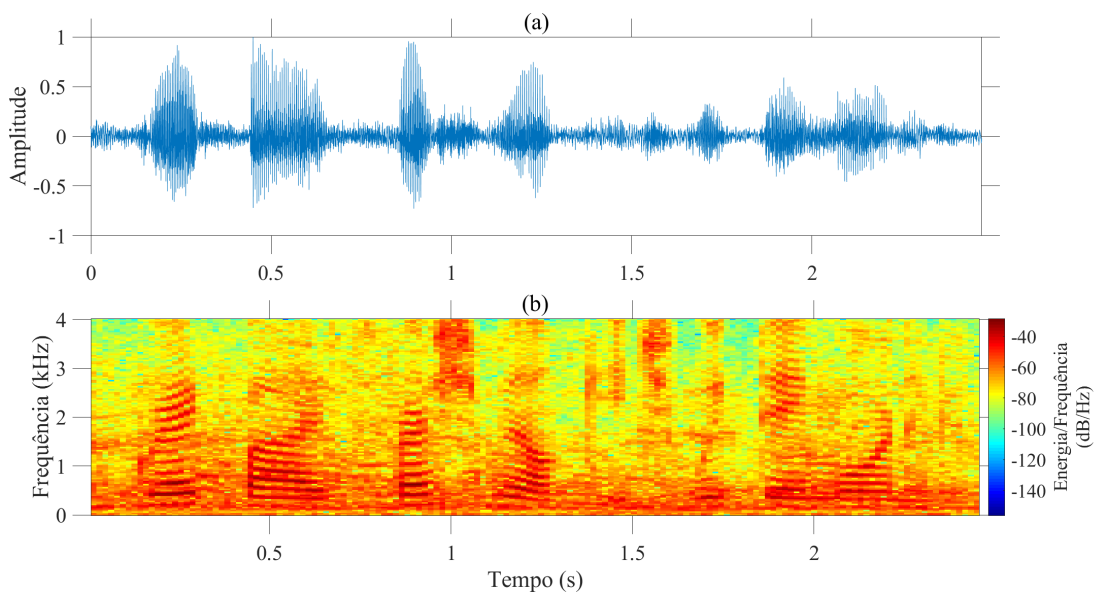 (a)
1
0.5
0
-0.5
-1
Amplitude
0 0.5 1 1.5 2
(b)
4
3
2
1
0
Frequência (kHz)
0.5 1 1.5 2
Tempo (s)
-40
-60
-80
-100
-120
-140
Energia/Frequência
(dB/Hz)